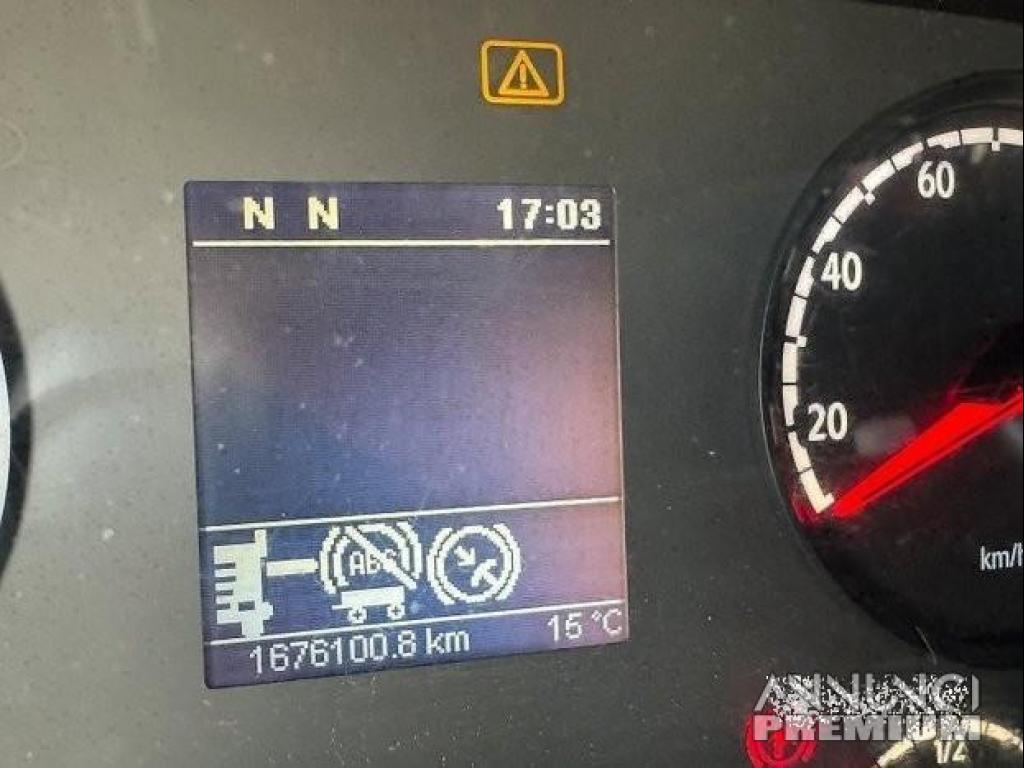 N N 17:03
60
40
20
km/h
ABS
1676100.8 km 15 °C
1/2
ANNUNCI
PREMIUM